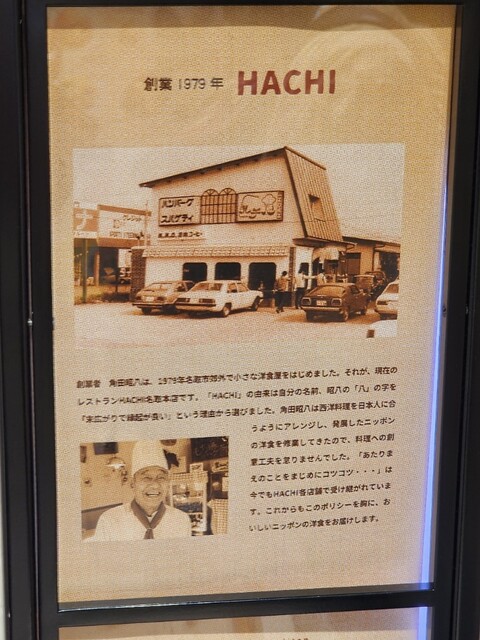 創業 1979 年 HACHI
ハンバーグ
スパゲティ
創業者　角田昭八は、1979年名取市郊外で小さな洋食屋をはじめました。それが、現在の
レストランHACHI名取本店です。「HACHI」の由来は自分の名前、昭八の「八」の字を
『末広がりで縁起が良い』という理由から選びました。角田昭八は西洋料理を日本人に合
うようにアレンジし、発展したニッポン
の洋食を修業してきたので、料理への創
意工夫を怠りませんでした。「あたりま
えのことをまじめにコツコツ・・・」は
今でもHACHI各店舗で受け継がれていま
す。これからもこのポリシーを胸に、お
いしいニッポンの洋食をお届けします。